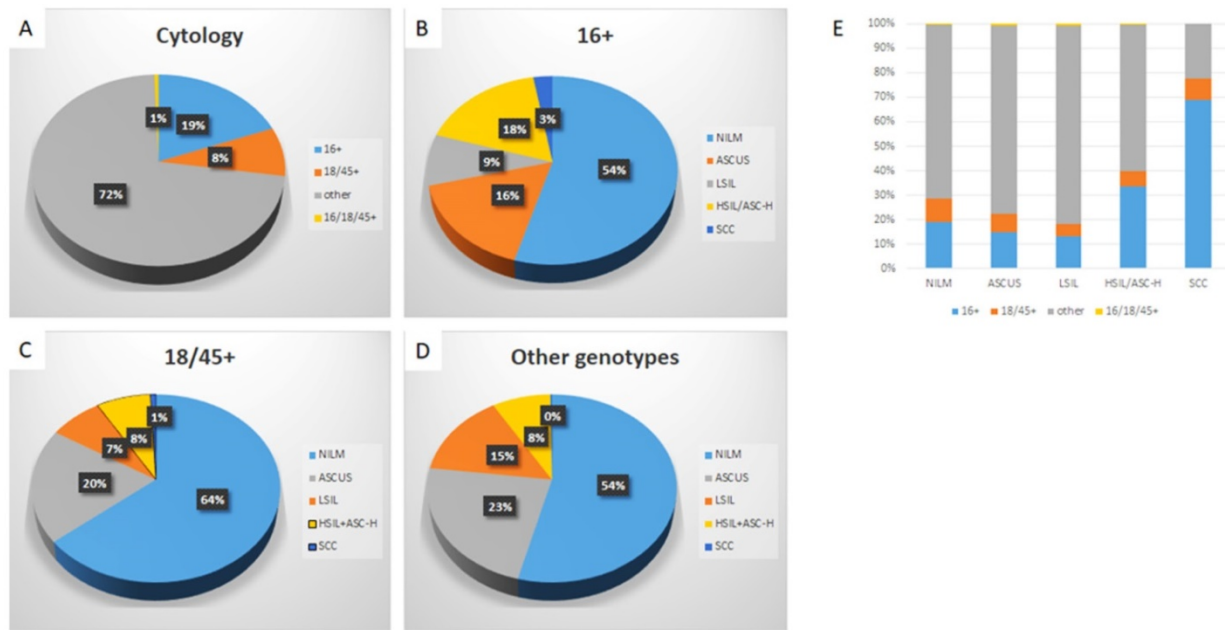 A
Cytology
1%
19%
8%
72%
16+
18/45+
other
16/18/45+
B
16+
18%
3%
9%
54%
16%
NILM
ASCUS
LSIL
HSIL/ASC-H
SCC
E
100%
90%
80%
70%
60%
50%
40%
30%
20%
10%
0%
NILM ASCUS LSIL HSIL/ASC-H SCC
16+ 18/45+ other 16/18/45+
C
18/45+
1%
8%
7%
20%
64%
NILM
ASCUS
LSIL
HSIL+ASC-H
SCC
D
Other genotypes
0%
8%
15%
54%
23%
NILM
ASCUS
LSIL
HSIL+ASC-H
SCC